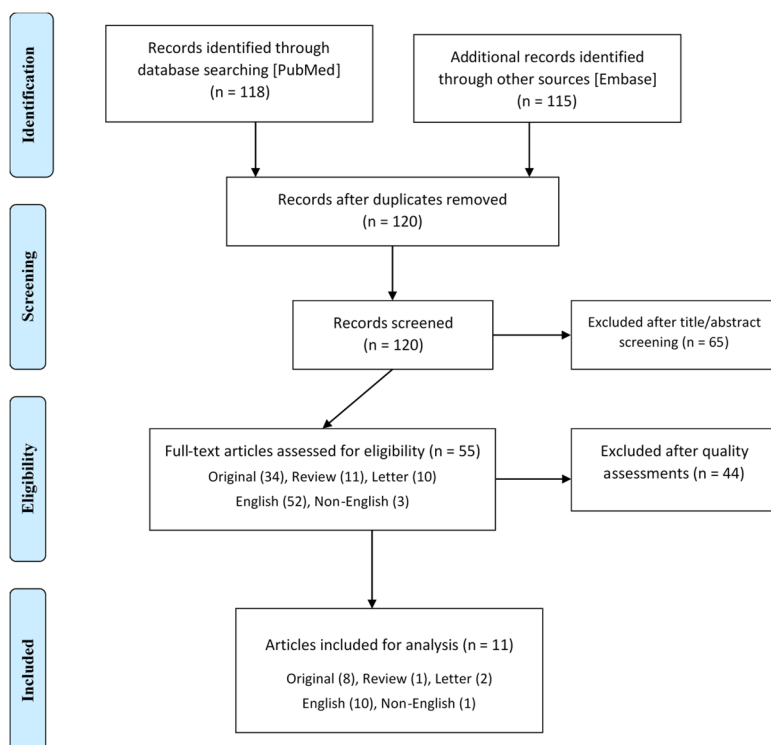 Identification
Records identified through
database searching [PubMed]
(n = 118)
Additional records identified
through other sources [Embase]
(n = 115)
Records after duplicates removed
(n = 120)
Screening
Records screened
(n = 120)
Excluded after title/abstract
screening (n = 65)
Eligibility
Full-text articles assessed for eligibility (n = 55)
Original (34), Review (11), Letter (10)
English (52), Non-English (3)
Excluded after quality
assessments (n = 44)
Included
Articles included for analysis (n = 11)
Original (8), Review (1), Letter (2)
English (10), Non-English (1)